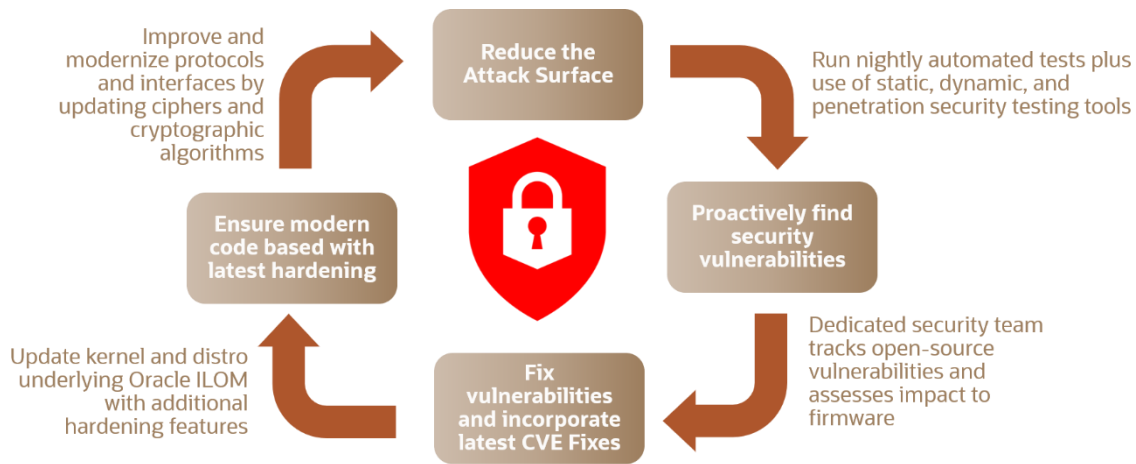 Reduce the
Attack Surface
Run nightly automated tests plus
use of static, dynamic, and
penetration security testing tools
Proactively find
security
vulnerabilities
Dedicated security team
tracks open-source
vulnerabilities and
assesses impact to
firmware
Fix
vulnerabilities
and incorporate
latest CVE Fixes
Update kernel and distro
underlying Oracle ILOM
with additional
hardening features
Ensure modern
code based with
latest hardening
Improve and
modernize protocols
and interfaces by
updating ciphers and
cryptographic
algorithms